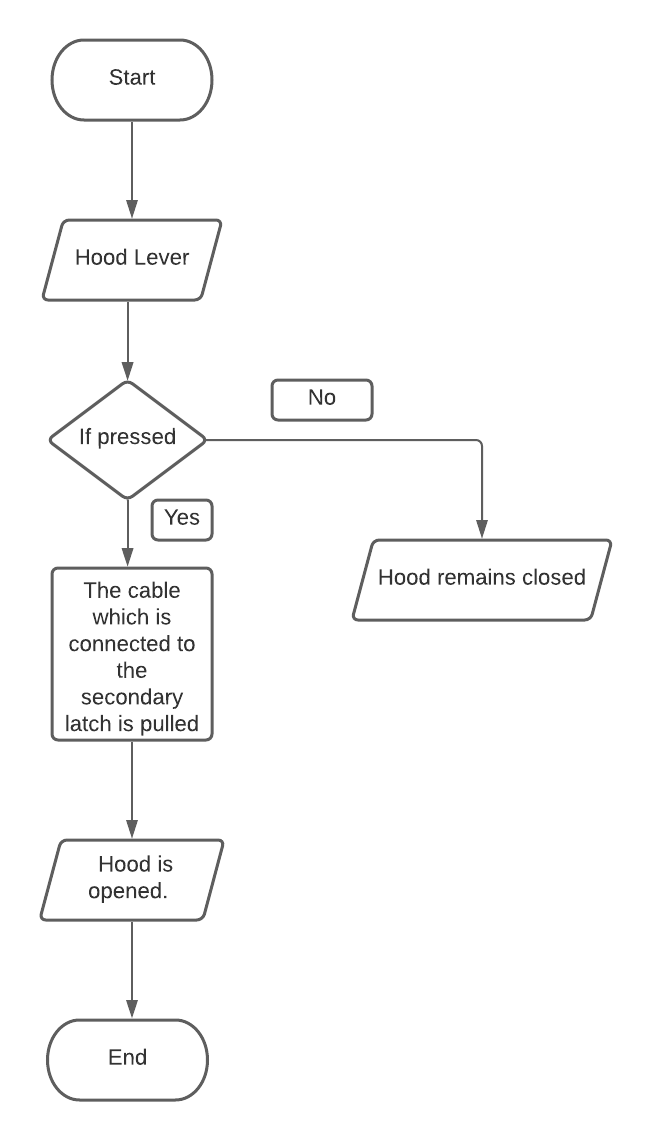 Start
Hood Lever
If pressed
No
Yes
Hood remains closed
The cable
which is
connected to
the
secondary
latch is pulled
Hood is
opened.
End